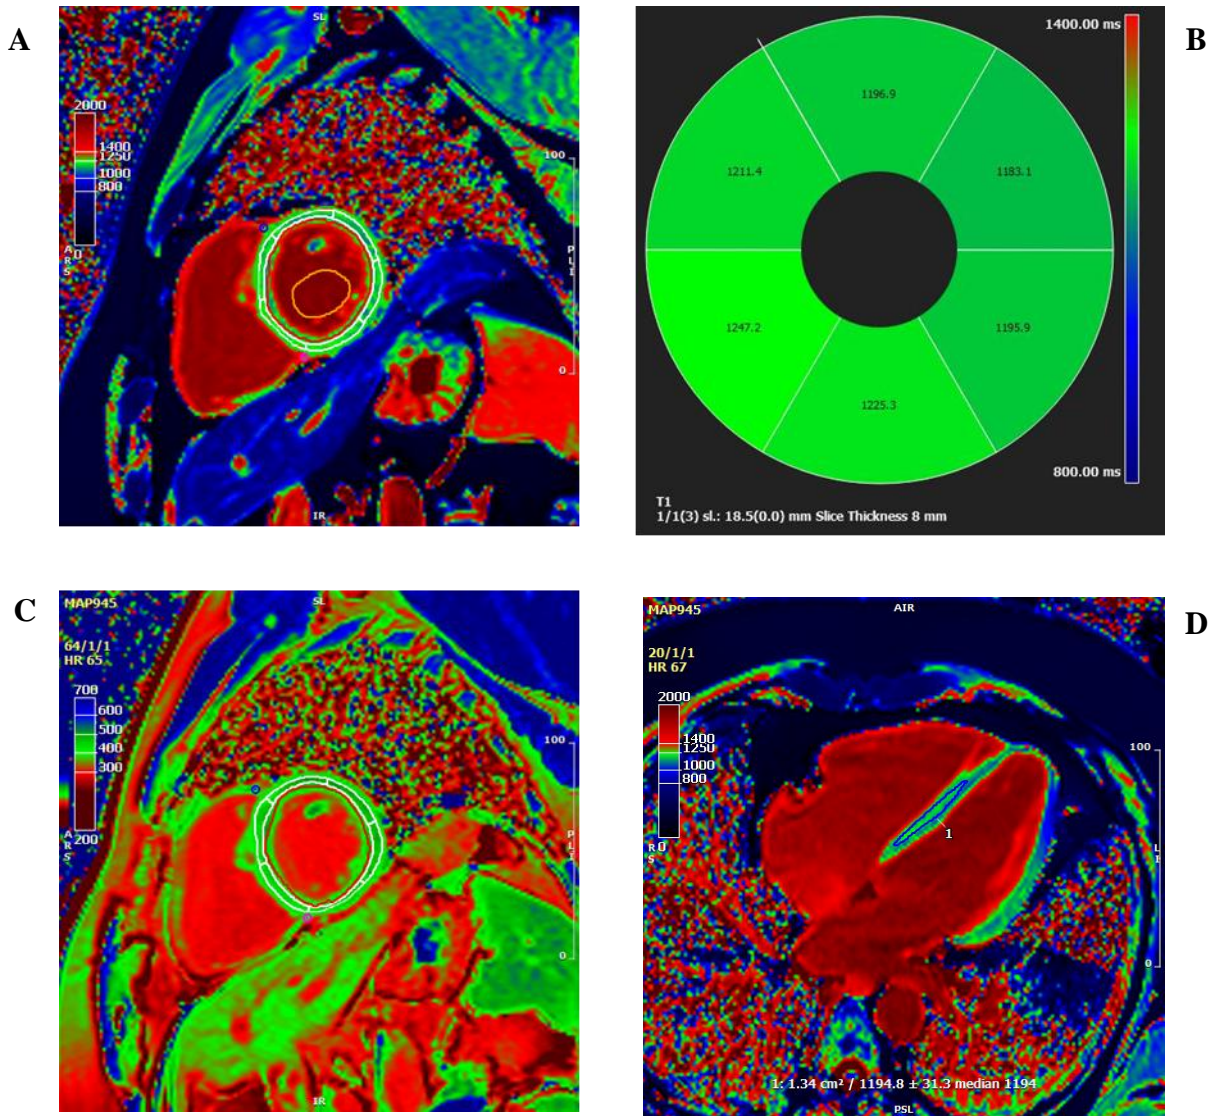 A
SL
2000
1400
1250
1000
800
0
100
0
IR
B
1400.00 ms
1196.9
1211.4
1183.1
1247.2
1195.9
1225.3
800.00 ms
T1
1/1(3) sl.: 18.5(0.0) mm Slice Thickness 8 mm
C
MAP945
SL
64/1/1
HR 65
700
600
500
400
300
200
100
0
IR
D
MAP945
AIR
20/1/1
HR 67
2000
1400
1250
1000
800
0
100
0
1
1: 1.34 cm² / 1194.8 ± 31.3 median 1194
PSL